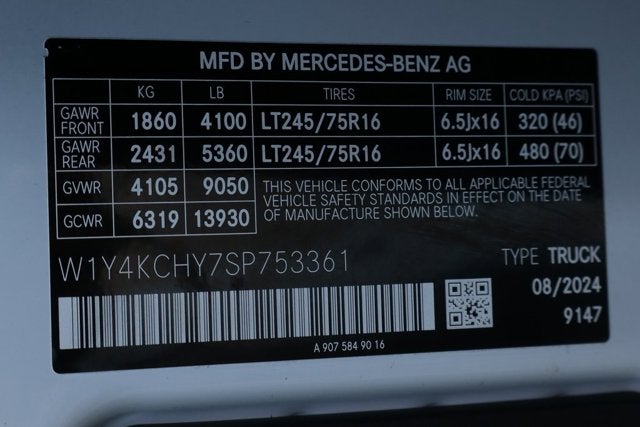 MFD BY MERCEDES-BENZ AG
KG LB TIRES RIM SIZE COLD KPA (PSI)
GAWR FRONT 1860 4100 LT245/75R16 6.5Jx16 320 (46)
GAWR REAR 2431 5360 LT245/75R16 6.5Jx16 480 (70)
GVWR 4105 9050
GCWR 6319 13930
THIS VEHICLE CONFORMS TO ALL APPLICABLE FEDERAL
VEHICLE SAFETY STANDARDS IN EFFECT ON THE DATE
OF MANUFACTURE SHOWN BELOW.
W1Y4KCHY7SP753361 TYPE TRUCK
08/2024
9147
A 907 584 90 16